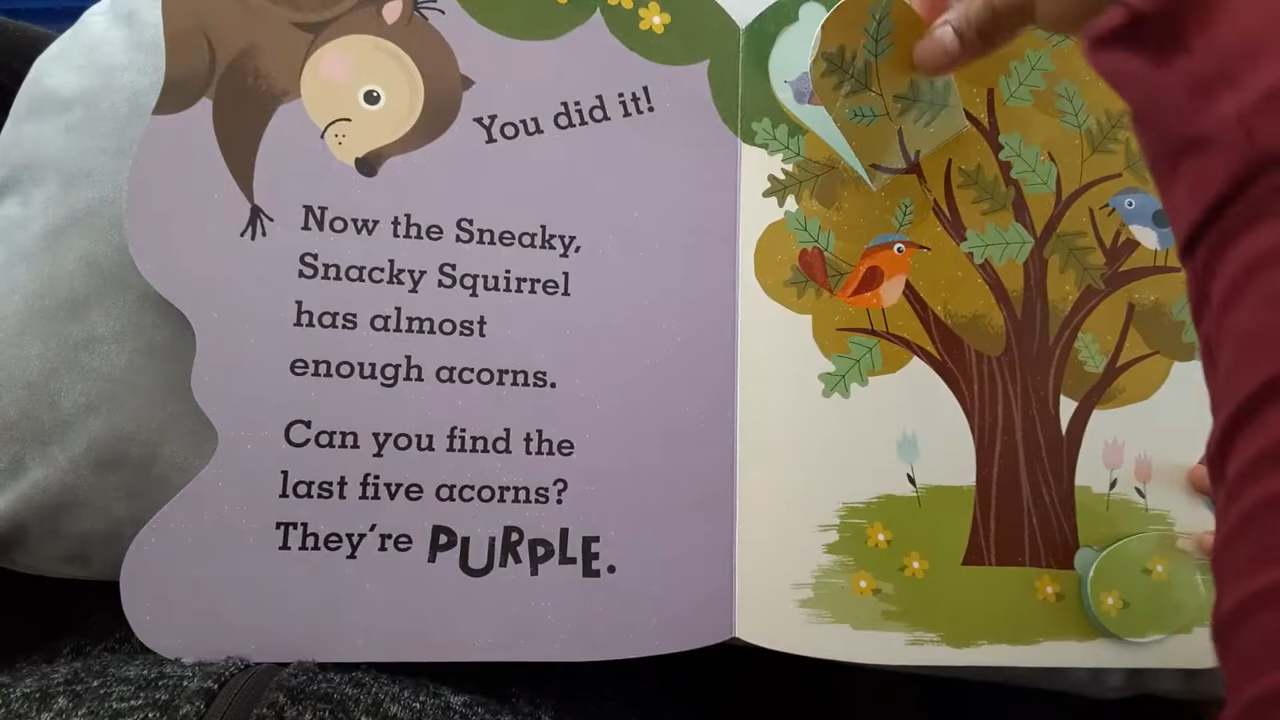 You did it!
Now the Sneaky,
Snacky Squirrel
has almost
enough acorns.
Can you find the
last five acorns?
They're PURPLE.